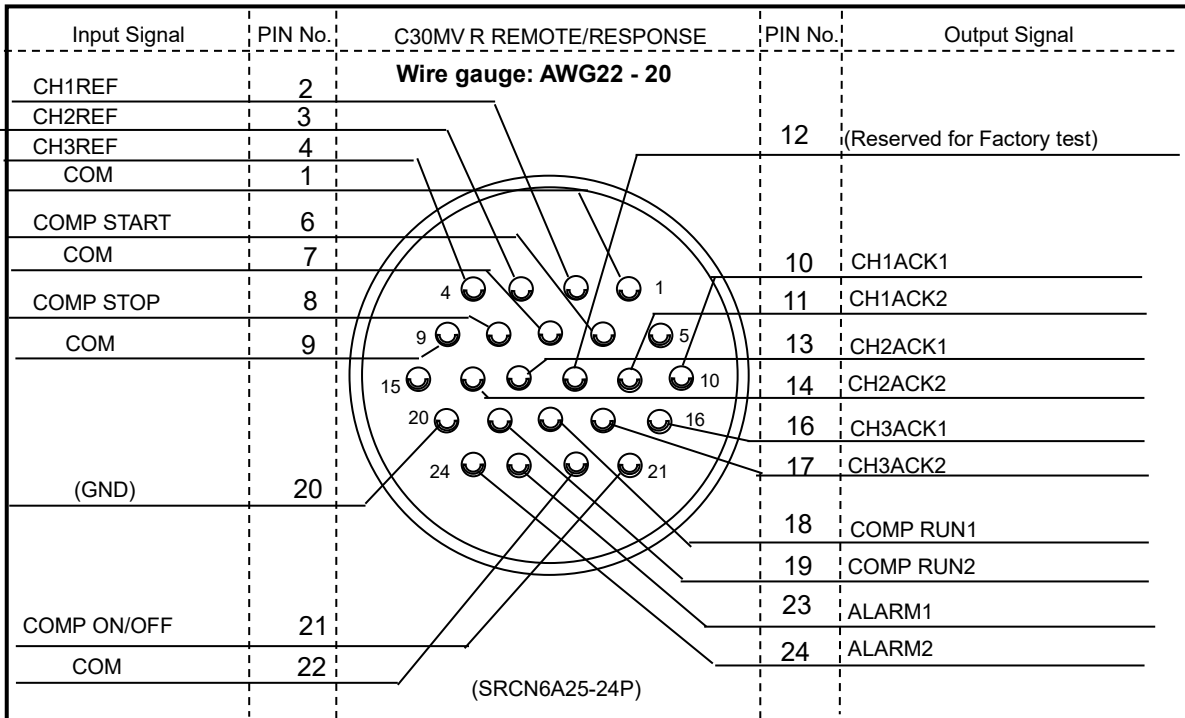 Input Signal PIN No. C30MV R REMOTE/RESPONSE PIN No. Output Signal
Wire gauge: AWG22 - 20
CH1REF 2
CH2REF 3
CH3REF 4
COM 1
COMP START 6
COM 7
COMP STOP 8
COM 9
(GND) 20
COMP ON/OFF 21
COM 22
4 1
9 5
15 10
20 16
24 21
(SRCN6A25-24P)
12 (Reserved for Factory test)
10 CH1ACK1
11 CH1ACK2
13 CH2ACK1
14 CH2ACK2
16 CH3ACK1
17 CH3ACK2
18 COMP RUN1
19 COMP RUN2
23 ALARM1
24 ALARM2